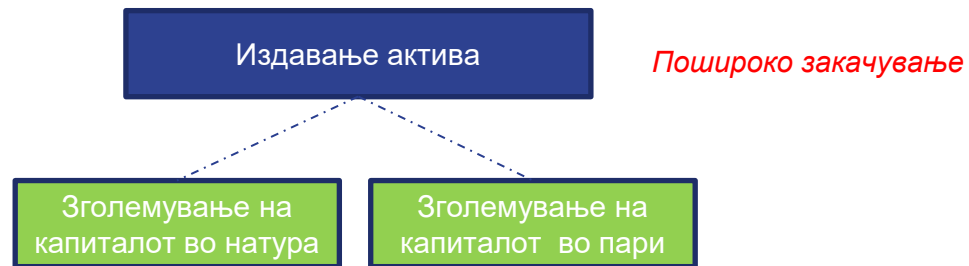 Издавање актива
Пошироко закачување
Зголемување на
капиталот во натура
Зголемување на
капиталот во пари